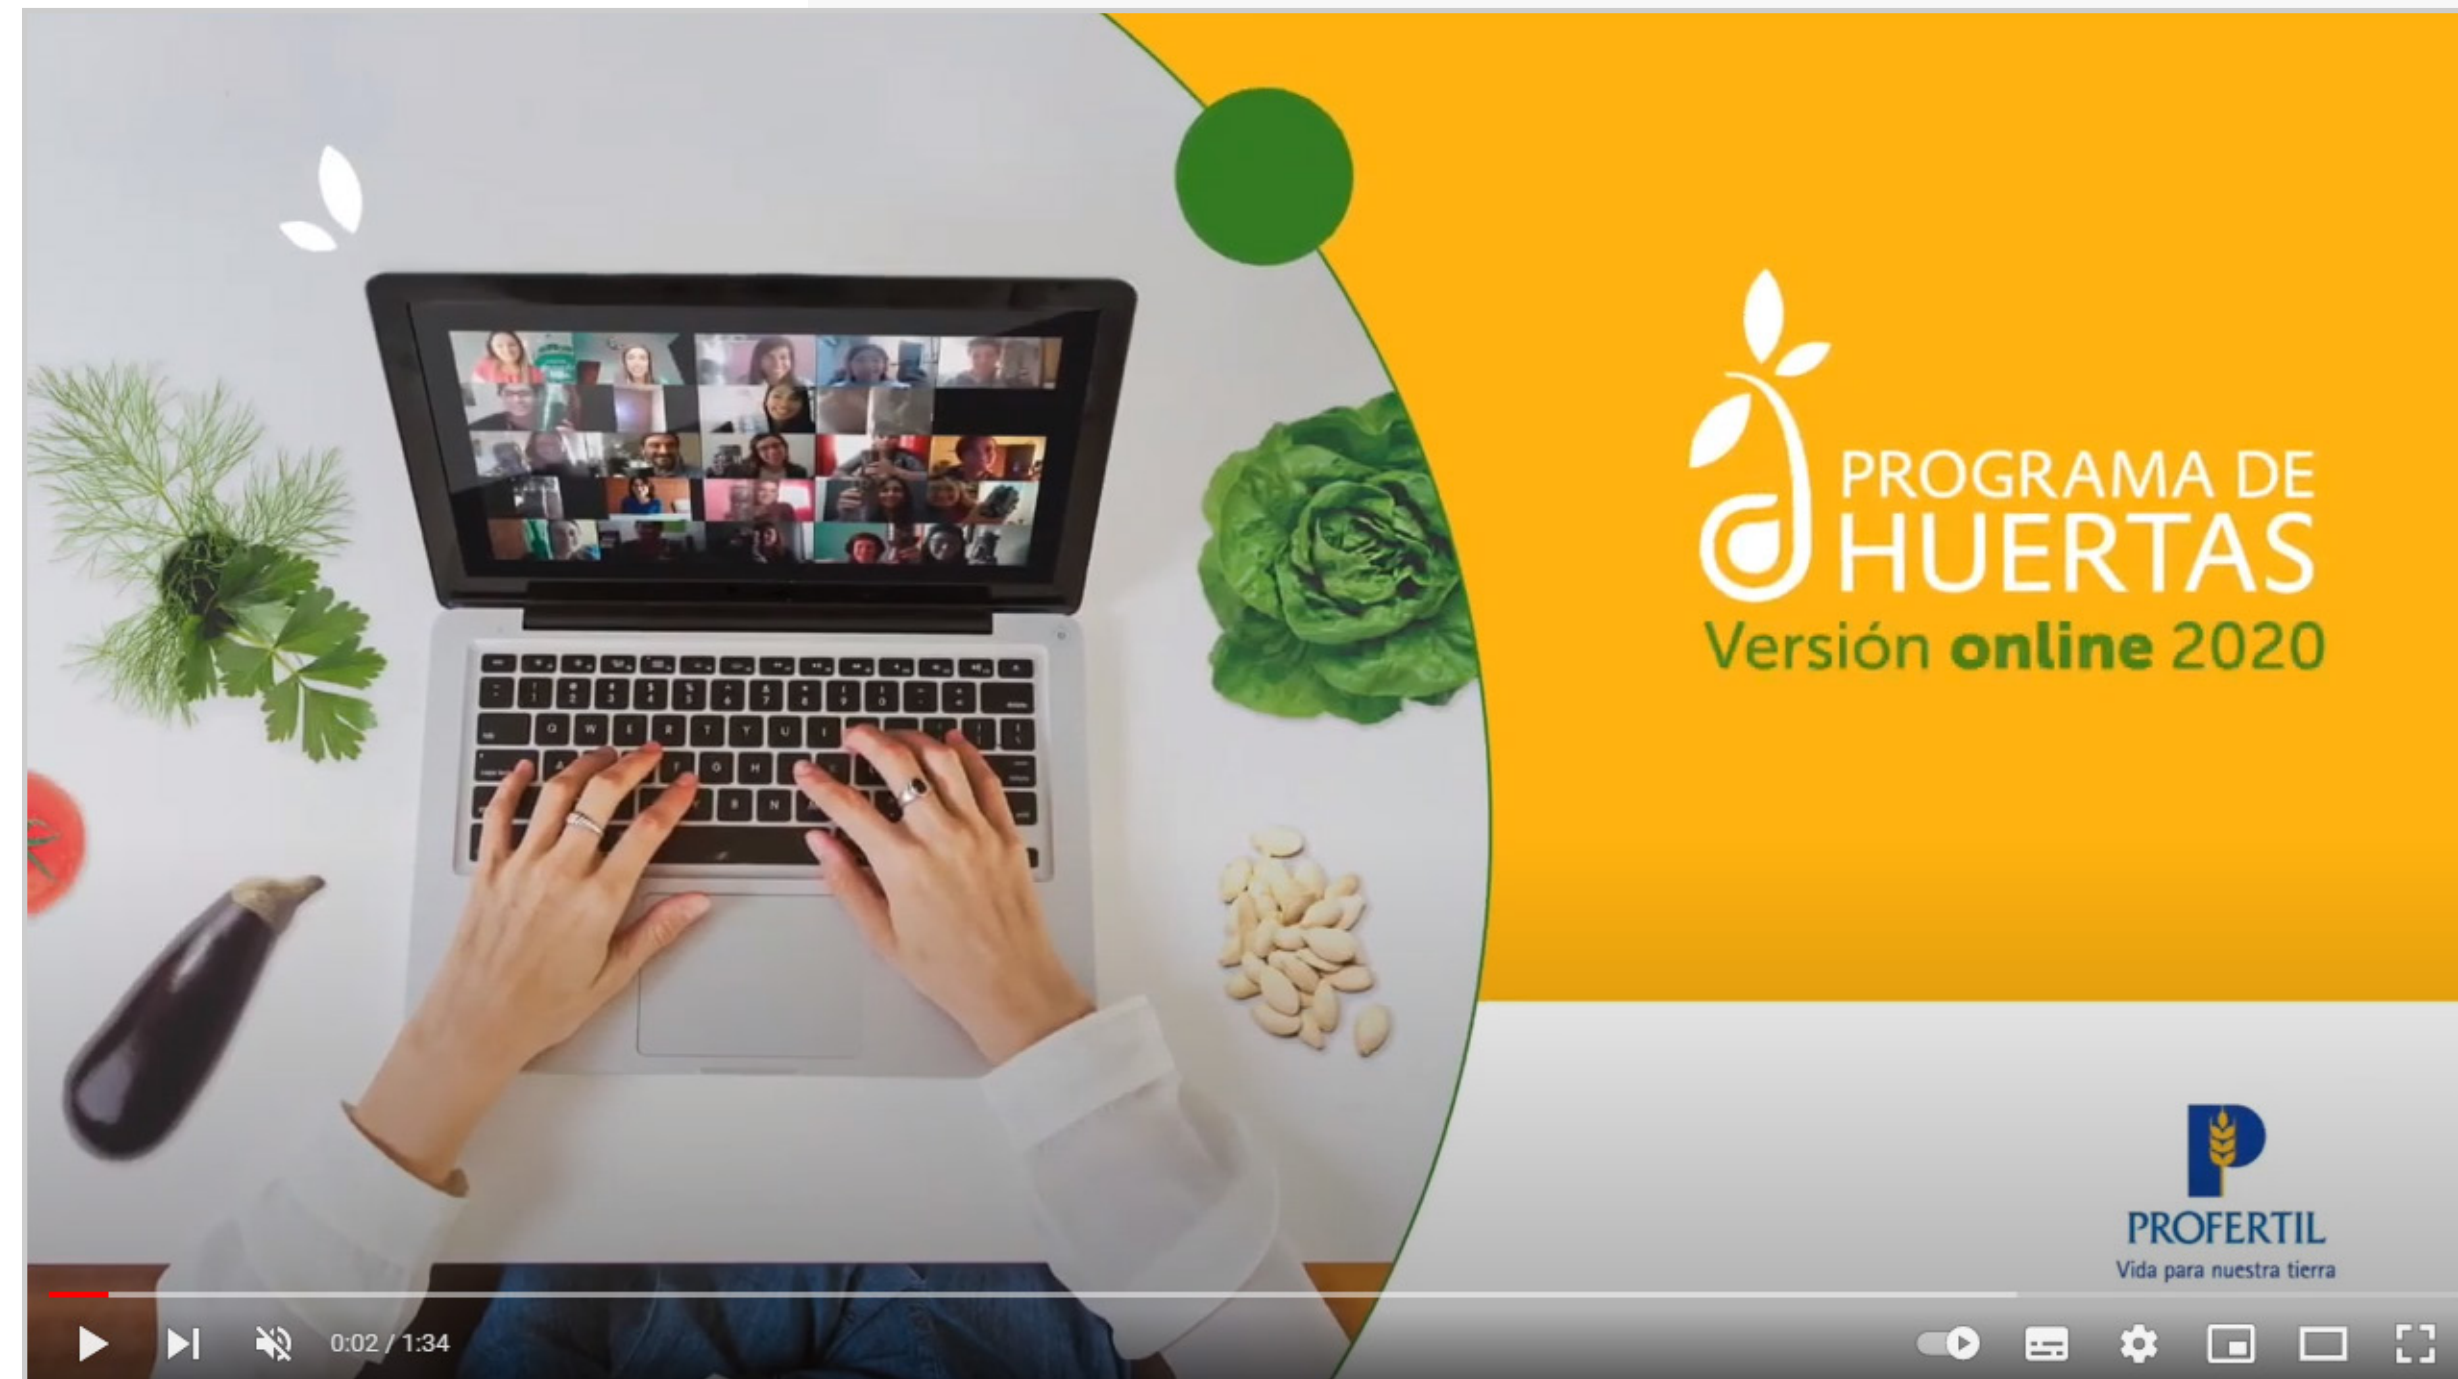 PROGRAMA DE
HUERTAS
Versión online 2020
PROFERTIL
Vida para nuestra tierra
0:02 / 1:34